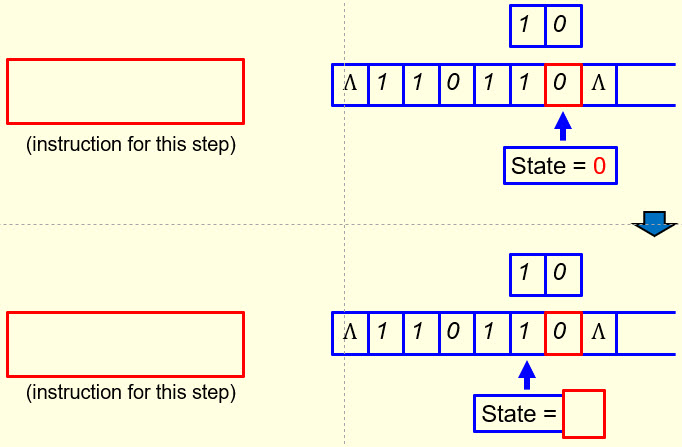 1 0
Λ 1 1 0 1 1 0 Λ
(instruction for this step)
State = 0
1 0
Λ 1 1 0 1 1 0 Λ
(instruction for this step)
State =